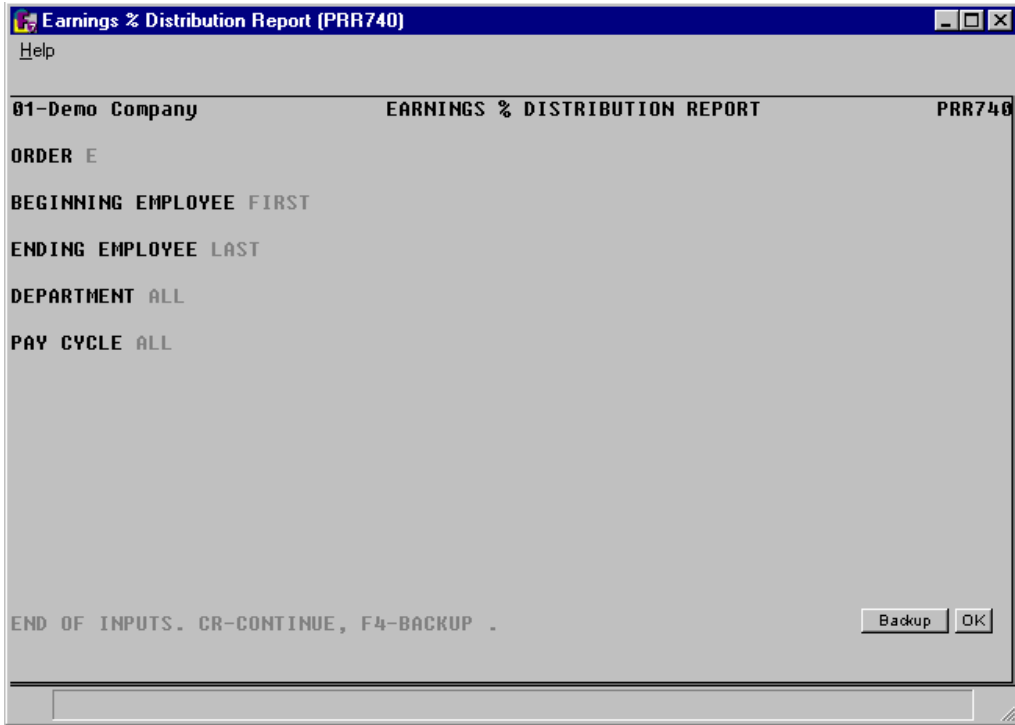 Earnings % Distribution Report (PRR740)
Help
01-Demo Company EARNINGS % DISTRIBUTION REPORT PRR740
ORDER E
BEGINNING EMPLOYEE FIRST
ENDING EMPLOYEE LAST
DEPARTMENT ALL
PAY CYCLE ALL
END OF INPUTS. CR-CONTINUE, F4-BACKUP . Backup OK